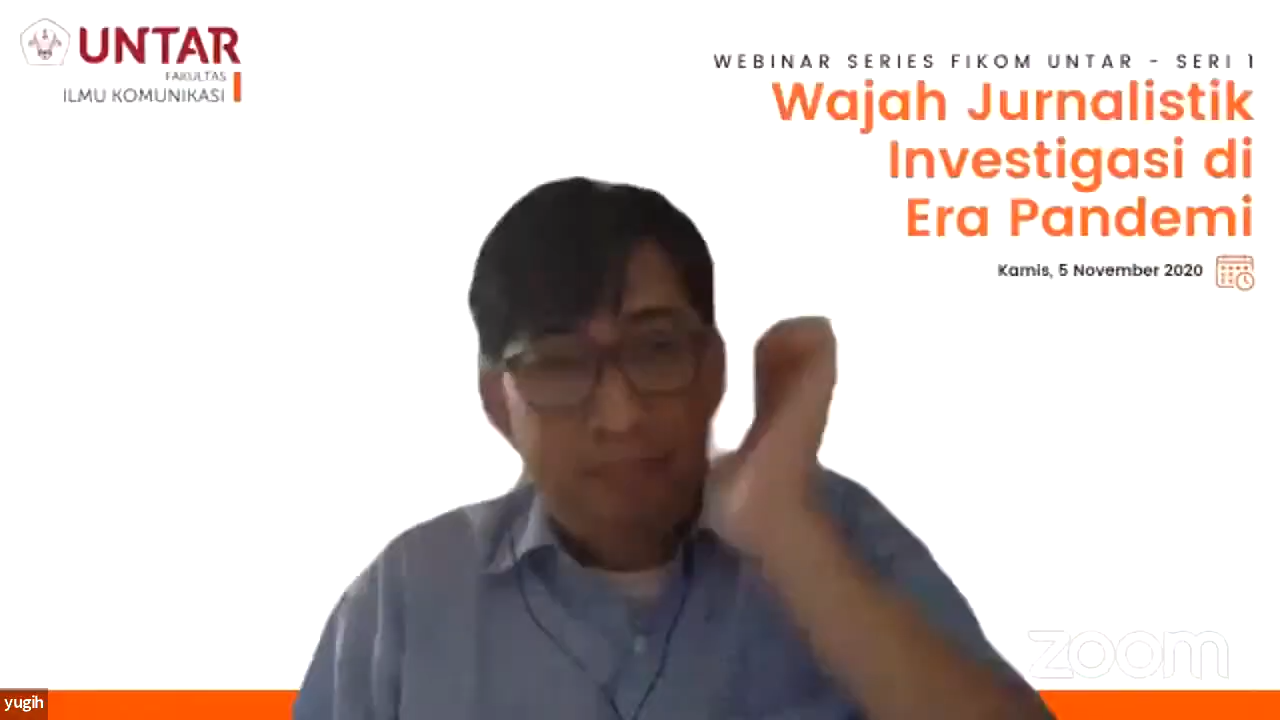 UNTAR
FAKULTAS
ILMU KOMUNIKASI
WEBINAR SERIES FIKOM UNTAR - SERI 1
Wajah Jurnalistik
Investigasi di
Era Pandemi
Kamis, 5 November 2020
zoom
yugih